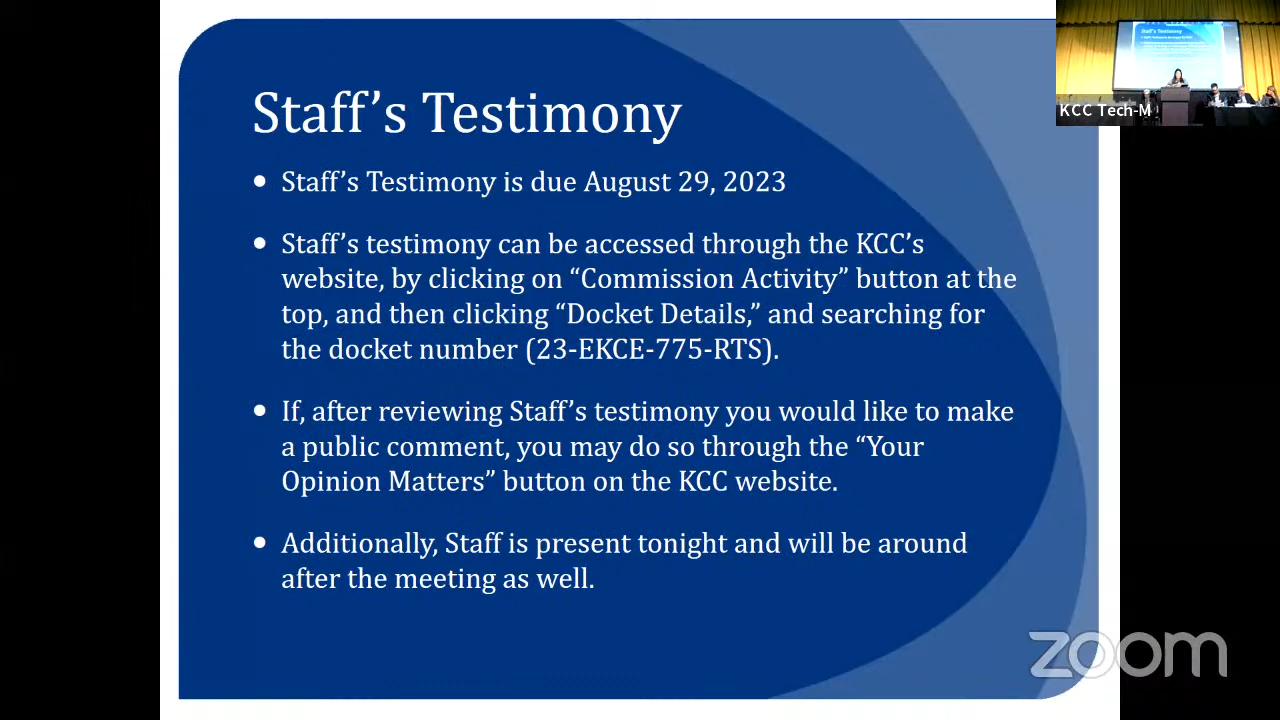 Staff’s Testimony
• Staff’s Testimony is due August 29, 2023
• Staff’s testimony can be accessed through the KCC’s
website, by clicking on “Commission Activity” button at the
top, and then clicking “Docket Details,” and searching for
the docket number (23-EKCE-775-RTS).
• If, after reviewing Staff’s testimony you would like to make
a public comment, you may do so through the “Your
Opinion Matters” button on the KCC website.
• Additionally, Staff is present tonight and will be around
after the meeting as well.
Staff's Testimony
KCC Tech-M
zoom